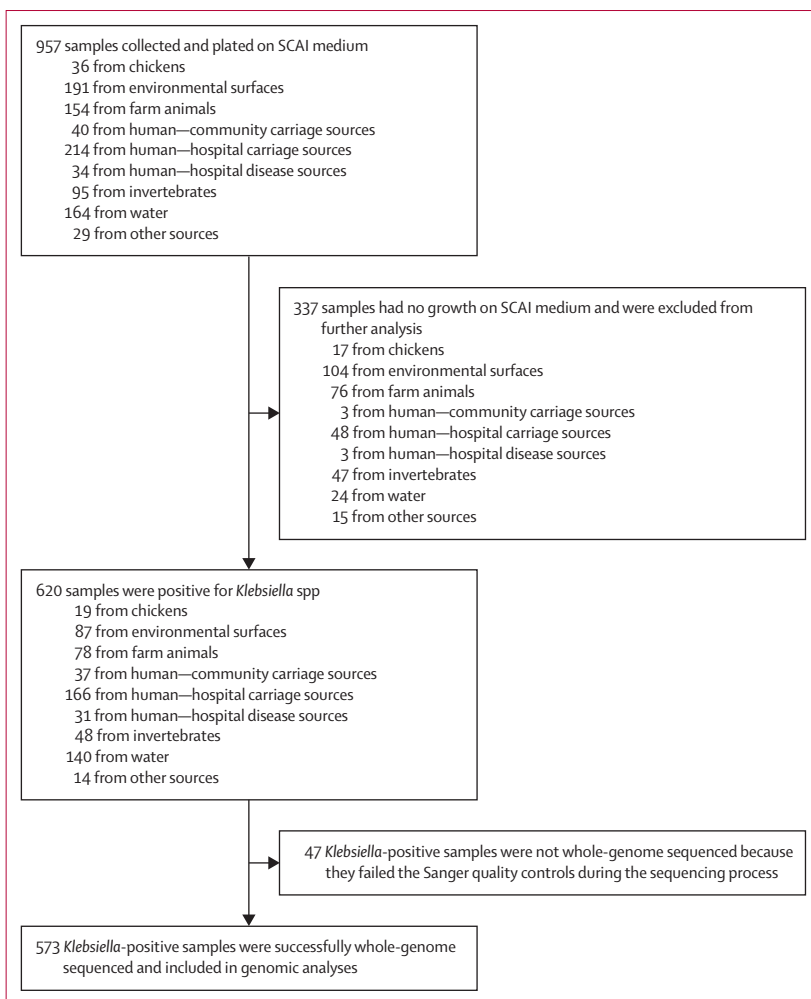 957 samples collected and plated on SCAI medium
36 from chickens
191 from environmental surfaces
154 from farm animals
40 from human—community carriage sources
214 from human—hospital carriage sources
34 from human—hospital disease sources
95 from invertebrates
164 from water
29 from other sources
337 samples had no growth on SCAI medium and were excluded from
further analysis
17 from chickens
104 from environmental surfaces
76 from farm animals
3 from human—community carriage sources
48 from human—hospital carriage sources
3 from human—hospital disease sources
47 from invertebrates
24 from water
15 from other sources
620 samples were positive for Klebsiella spp
19 from chickens
87 from environmental surfaces
78 from farm animals
37 from human—community carriage sources
166 from human—hospital carriage sources
31 from human—hospital disease sources
48 from invertebrates
140 from water
14 from other sources
47 Klebsiella-positive samples were not whole-genome sequenced because
they failed the Sanger quality controls during the sequencing process
573 Klebsiella-positive samples were successfully whole-genome
sequenced and included in genomic analyses